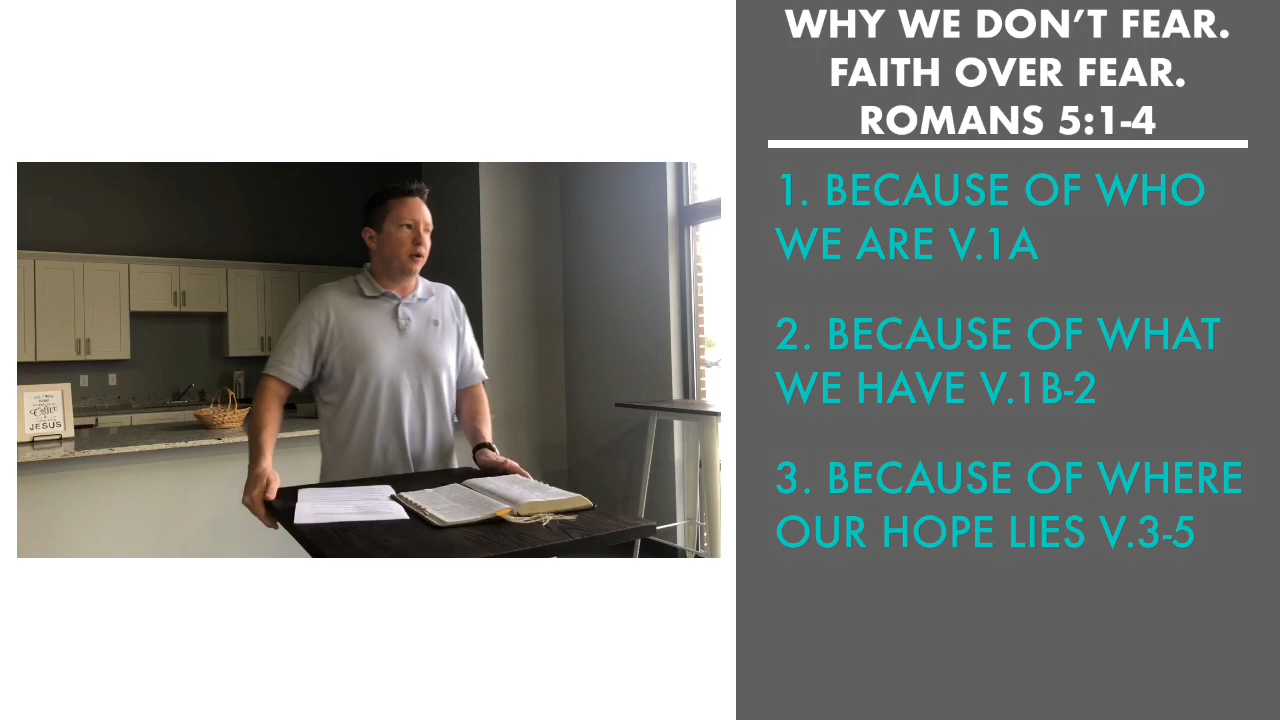 WHY WE DON’T FEAR.
FAITH OVER FEAR.
ROMANS 5:1-4
1. BECAUSE OF WHO
WE ARE V.1A
2. BECAUSE OF WHAT
WE HAVE V.1B-2
3. BECAUSE OF WHERE
OUR HOPE LIES V.3-5
Coffee
JESUS